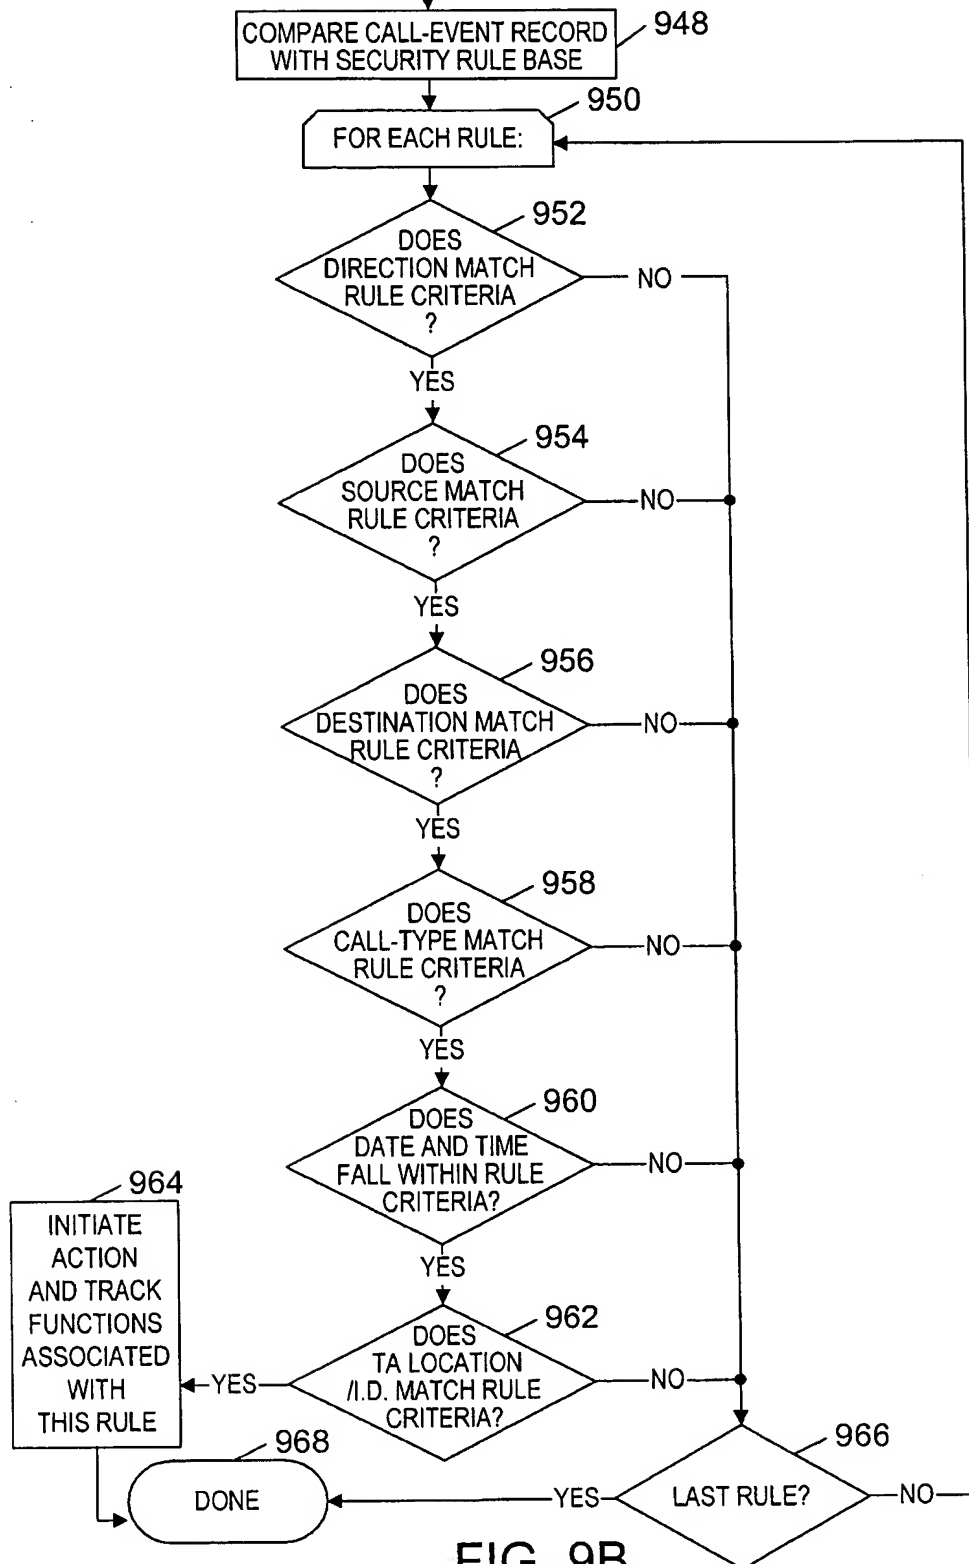 COMPARE CALL-EVENT RECORD
WITH SECURITY RULE BASE
948
950
FOR EACH RULE:
952
DOES
DIRECTION MATCH
RULE CRITERIA
?
NO
YES
954
DOES
SOURCE MATCH
RULE CRITERIA
?
NO
YES
956
DOES
DESTINATION MATCH
RULE CRITERIA
?
NO
YES
958
DOES
CALL-TYPE MATCH
RULE CRITERIA
?
NO
YES
960
DOES
DATE AND TIME
FALL WITHIN RULE
CRITERIA?
NO
YES
962
DOES
TA LOCATION
/I.D. MATCH RULE
CRITERIA?
NO
YES
964
INITIATE
ACTION
AND TRACK
FUNCTIONS
ASSOCIATED
WITH
THIS RULE
966
LAST RULE?
NO
YES
968
DONE
FIG. 9B